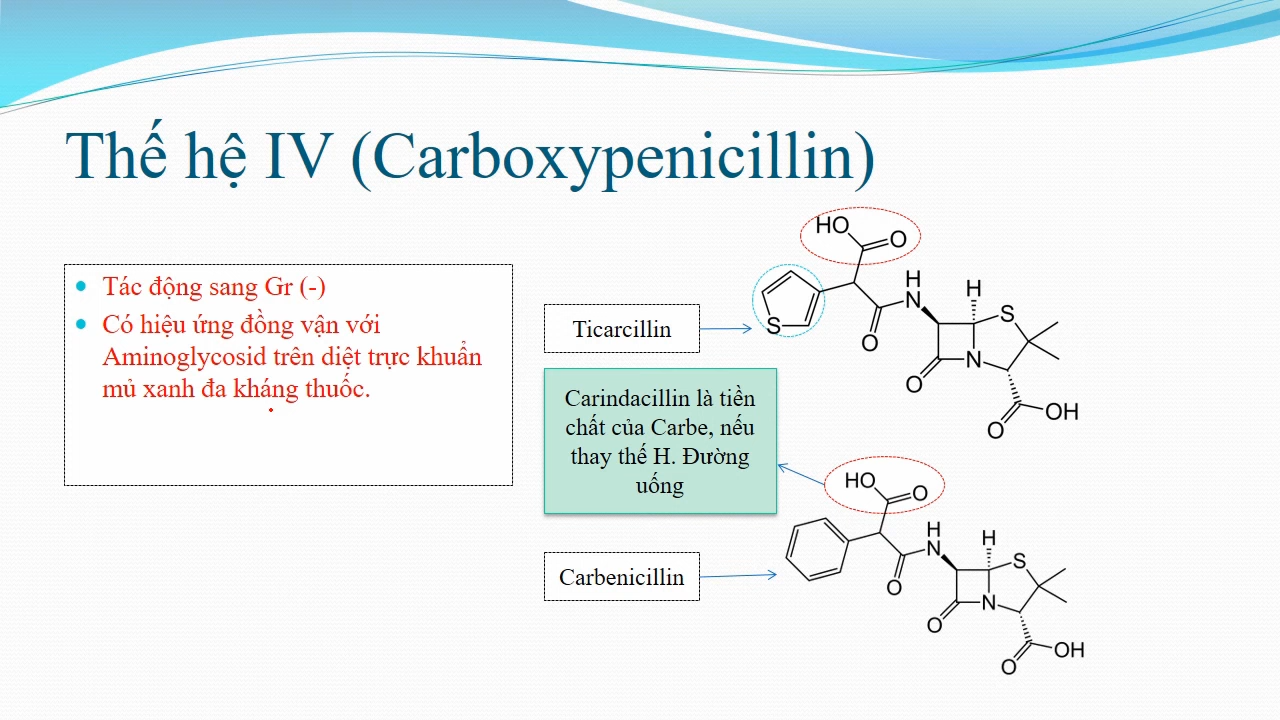 Thế hệ IV (Carboxypenicillin)
Tác động sang Gr (-)
Có hiệu ứng đồng vận với
Aminoglycosid trên diệt trực khuẩn
mủ xanh đa kháng thuốc.
Ticarcillin
HO
O
H
N
H
S
S
O
N
O
OH
O
Carindacillin là tiền
chất của Carbe, nếu
thay thế H. Đường
uống
HO
O
H
N
H
S
O
N
O
OH
O
Carbenicillin